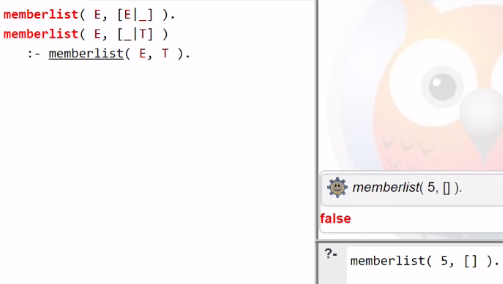 memberlist( E, [E|_] ).
memberlist( E, [_|T] )
:- memberlist( E, T ).
memberlist( 5, [] ).
false
?- memberlist( 5, [] ).